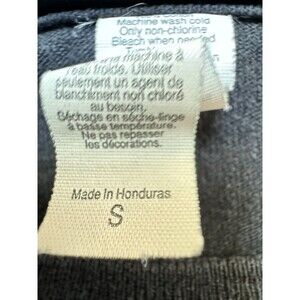 Machine wash cold
Only non-chlorine
Bleach when needed
machine à
l'eau froide. Utiliser
seulement un agent de
blanchiment non chloré
au besoin.
Séchage en sèche-linge
à basse température.
Ne pas repasser
les décorations.
Made in Honduras
S